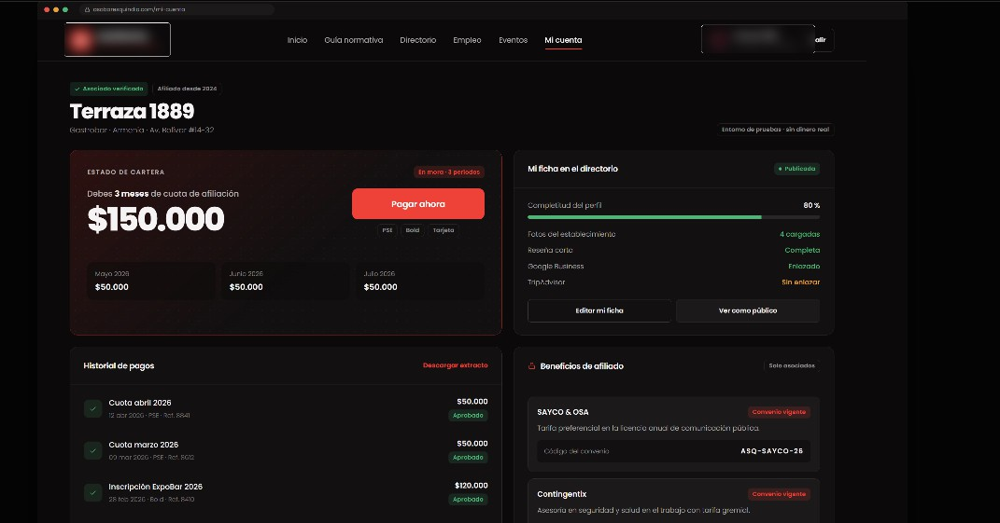 asobaresquindio.com/mi-cuenta
Inicio
Guía normativa
Directorio
Empleo
Eventos
Mi cuenta
alir
Asociado verificado
Afiliado desde 2024
Terraza 1889
Gastrobar · Armenia · Av. Bolívar #14-32
Entorno de pruebas · sin dinero real
ESTADO DE CARTERA
En mora · 3 periodos
Debes 3 meses de cuota de afiliación
$150.000
Pagar ahora
PSE
Bold
Tarjeta
Mayo 2026
$50.000
Junio 2026
$50.000
Julio 2026
$50.000
Mi ficha en el directorio
Publicada
Completitud del perfil
80 %
Fotos del establecimiento
4 cargadas
Reseña corta
Completa
Google Business
Enlazado
TripAdvisor
Sin enlazar
Editar mi ficha
Ver como público
Historial de pagos
Descargar extracto
Cuota abril 2026
$50.000
12 abr 2026 · PSE · Ref. 8841
Aprobado
Cuota marzo 2026
$50.000
09 mar 2026 · PSE · Ref. 8612
Aprobado
Inscripción ExpoBar 2026
$120.000
28 feb 2026 · Bold · Ref. 8410
Aprobado
Beneficios de afiliado
Solo asociados
SAYCO & OSA
Convenio vigente
Tarifa preferencial en la licencia anual de comunicación pública.
Código del convenio
ASQ-SAYCO-26
Contingentix
Convenio vigente
Asesoría en seguridad y salud en el trabajo con tarifa gremial.